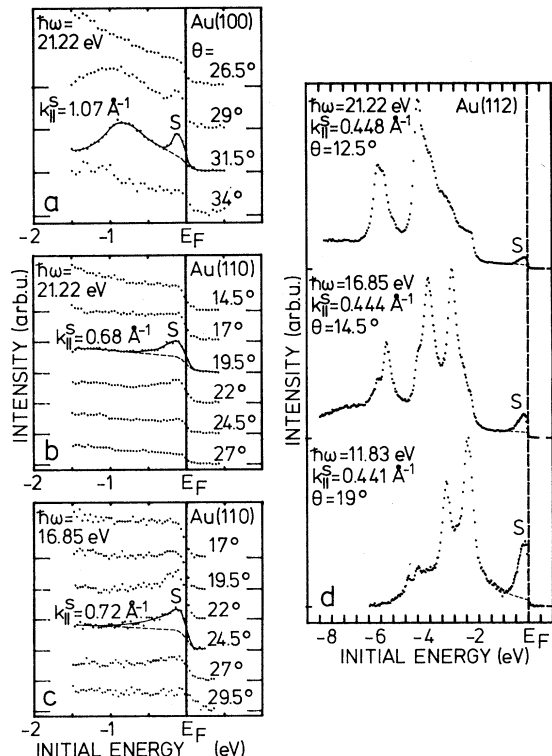 ħω=
21.22 eV
Au(100)
θ=
26.5°
29°
k∥ˢ=1.07 Å⁻¹
S
31.5°
34°
a
-2
-1
E_F
ħω=
21.22 eV
Au(110)
14.5°
17°
k∥ˢ=0.68 Å⁻¹
S
19.5°
22°
24.5°
27°
b
-2
-1
E_F
INTENSITY (arb.u.)
ħω=
16.85 eV
Au(110)
17°
19.5°
S
22°
k∥ˢ=0.72 Å⁻¹
24.5°
27°
29.5°
c
-2
-1
E_F
INITIAL ENERGY (eV)
ħω=21.22 eV
Au(112)
k∥ˢ=0.448 Å⁻¹
θ=12.5°
S
ħω=16.85 eV
k∥ˢ=0.444 Å⁻¹
θ=14.5°
S
ħω=11.83 eV
k∥ˢ=0.441 Å⁻¹
θ=19°
S
d
INTENSITY (arb.u.)
-8 -6 -4 -2 E_F
INITIAL ENERGY (eV)